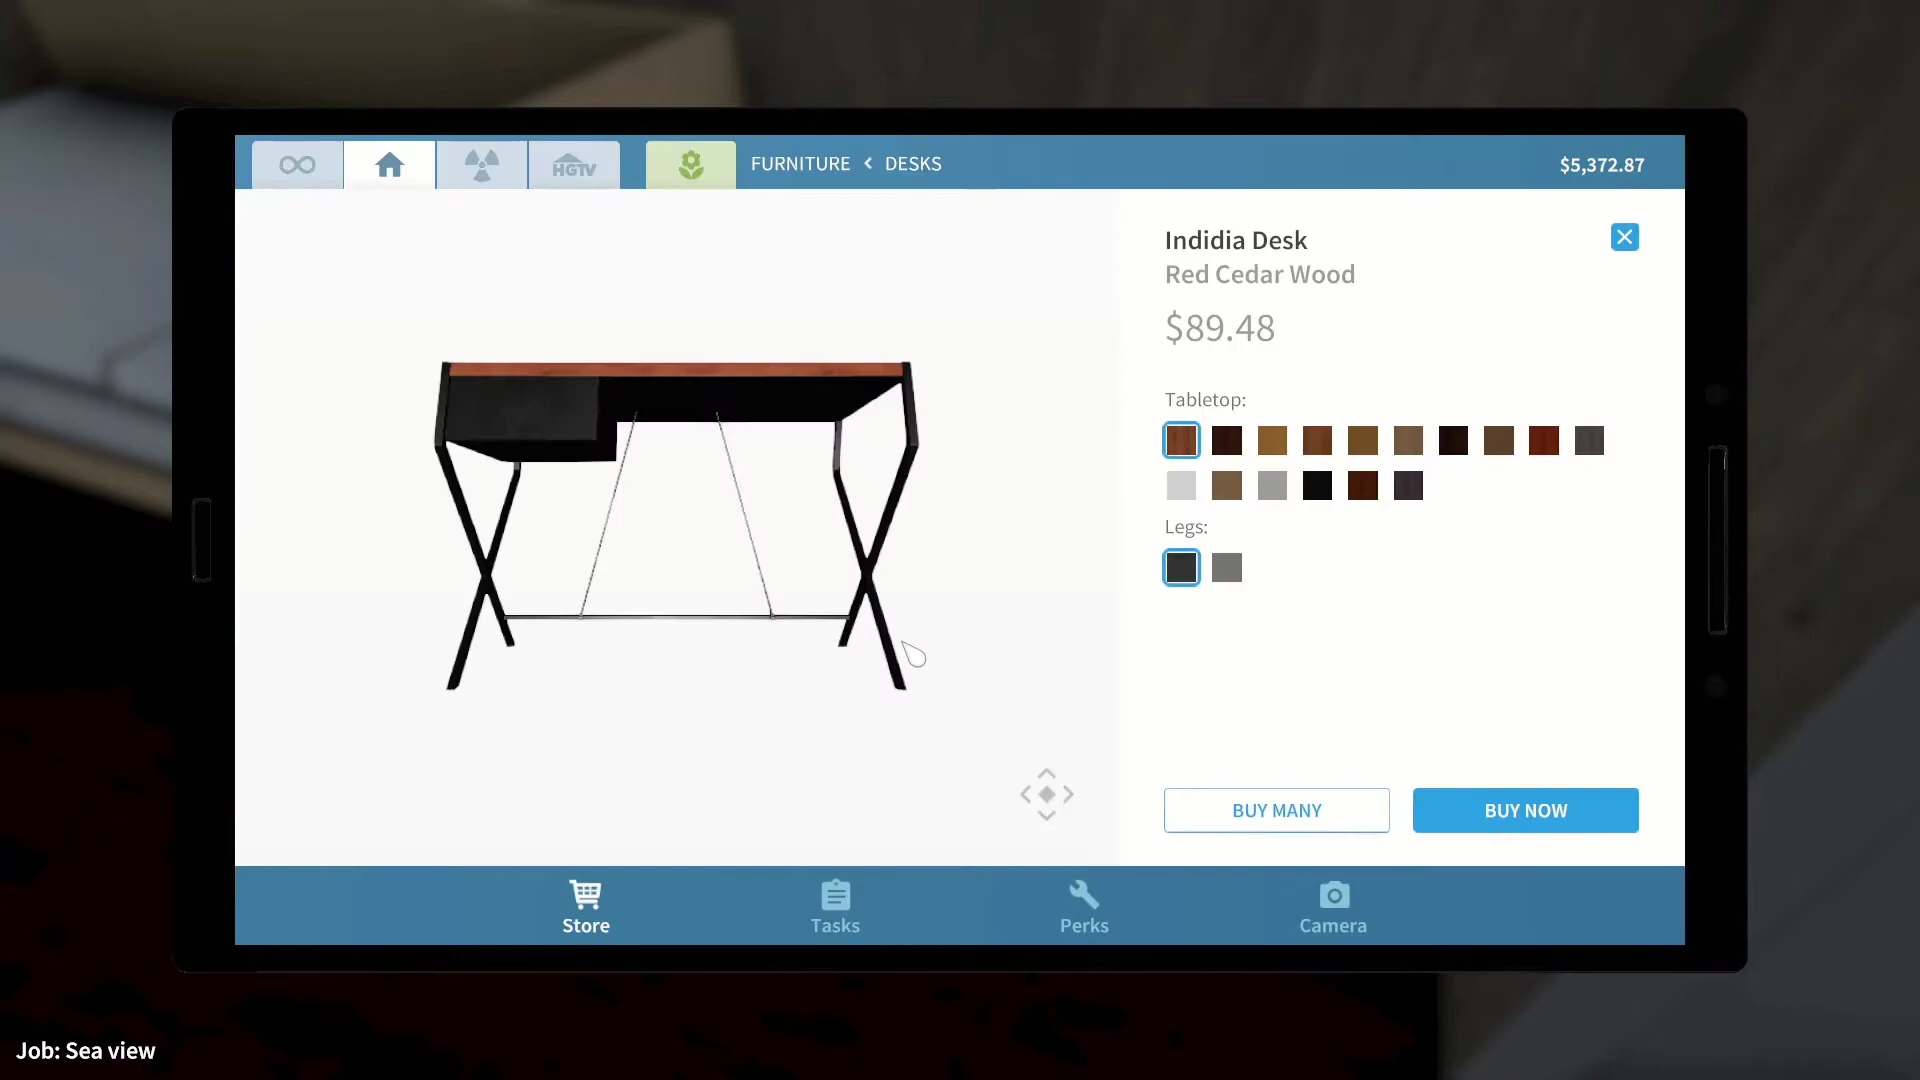 HGTV
FURNITURE < DESKS
$5,372.87
Indidia Desk
Red Cedar Wood
$89.48
Tabletop:
Legs:
BUY MANY
BUY NOW
Store
Tasks
Perks
Camera
Job: Sea view